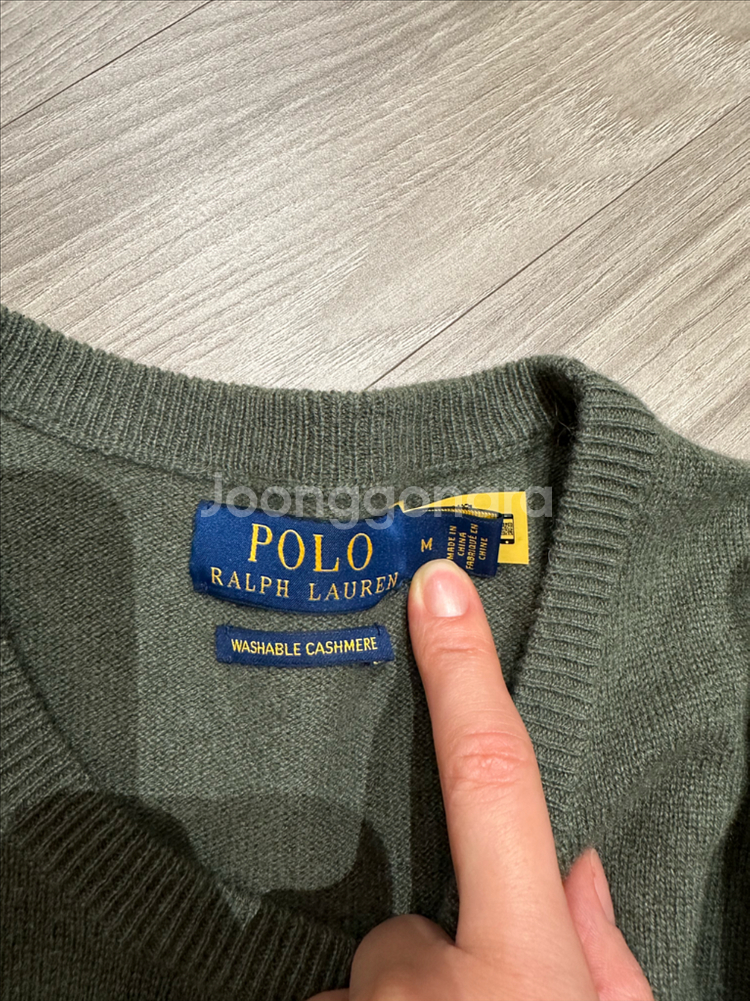 Joonggonara
POLO
RALPH LAUREN
M
MADE IN
CHINA
FABRIQUÉ EN
CHINE
WASHABLE CASHMERE